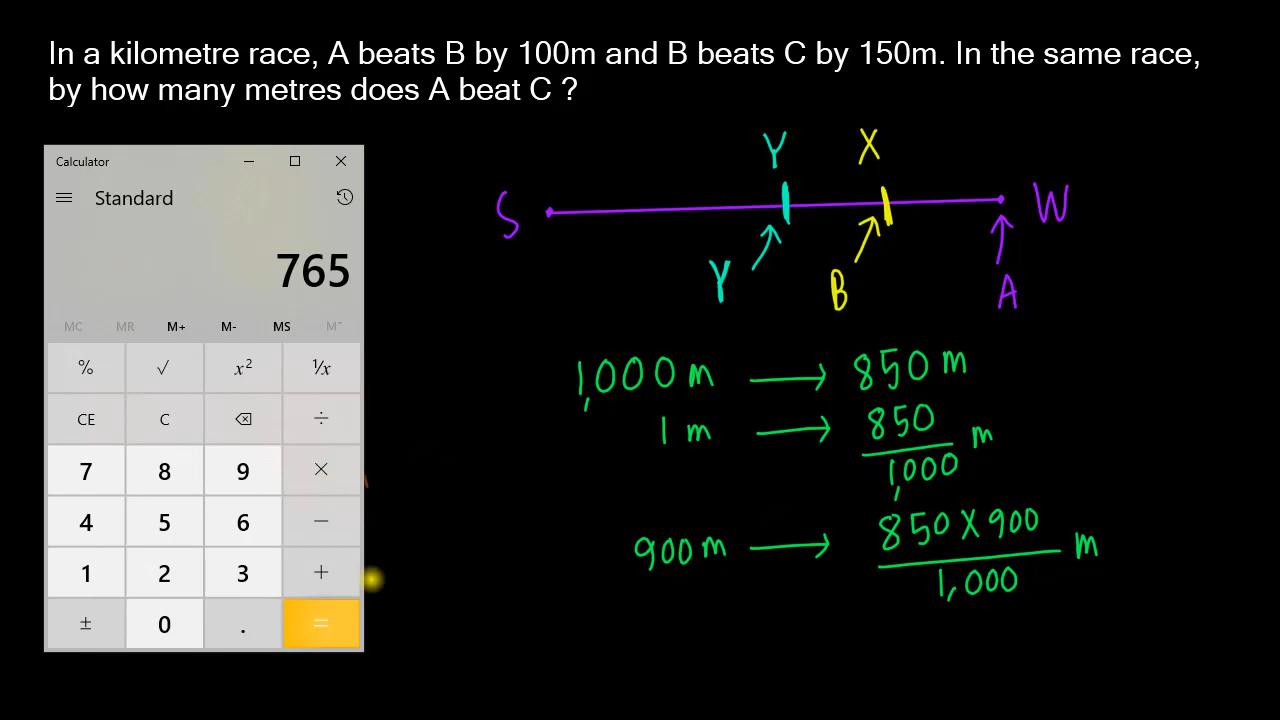 In a kilometre race, A beats B by 100m and B beats C by 150m. In the same race,
by how many metres does A beat C ?
Calculator
Standard
765
MC MR M+ M- MS M˅
% √ x² ¹/x
CE C ⌫ ÷
7 8 9 ×
4 5 6 −
1 2 3 +
± 0 . =
Y X
S W
Y B A
1,000 m → 850 m
1 m → 850
1,000 m
900 m → 850 X 900
1,000 m